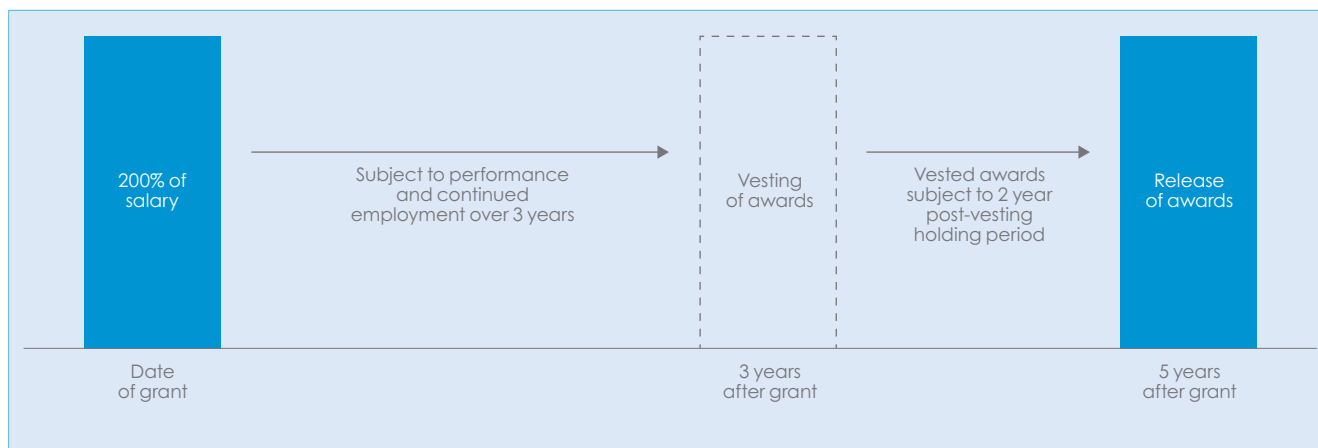 200% of
salary
Subject to performance
and continued
employment over 3 years
Vesting
of awards
Vested awards
subject to 2 year
post-vesting
holding period
Release
of awards
Date
of grant
3 years
after grant
5 years
after grant